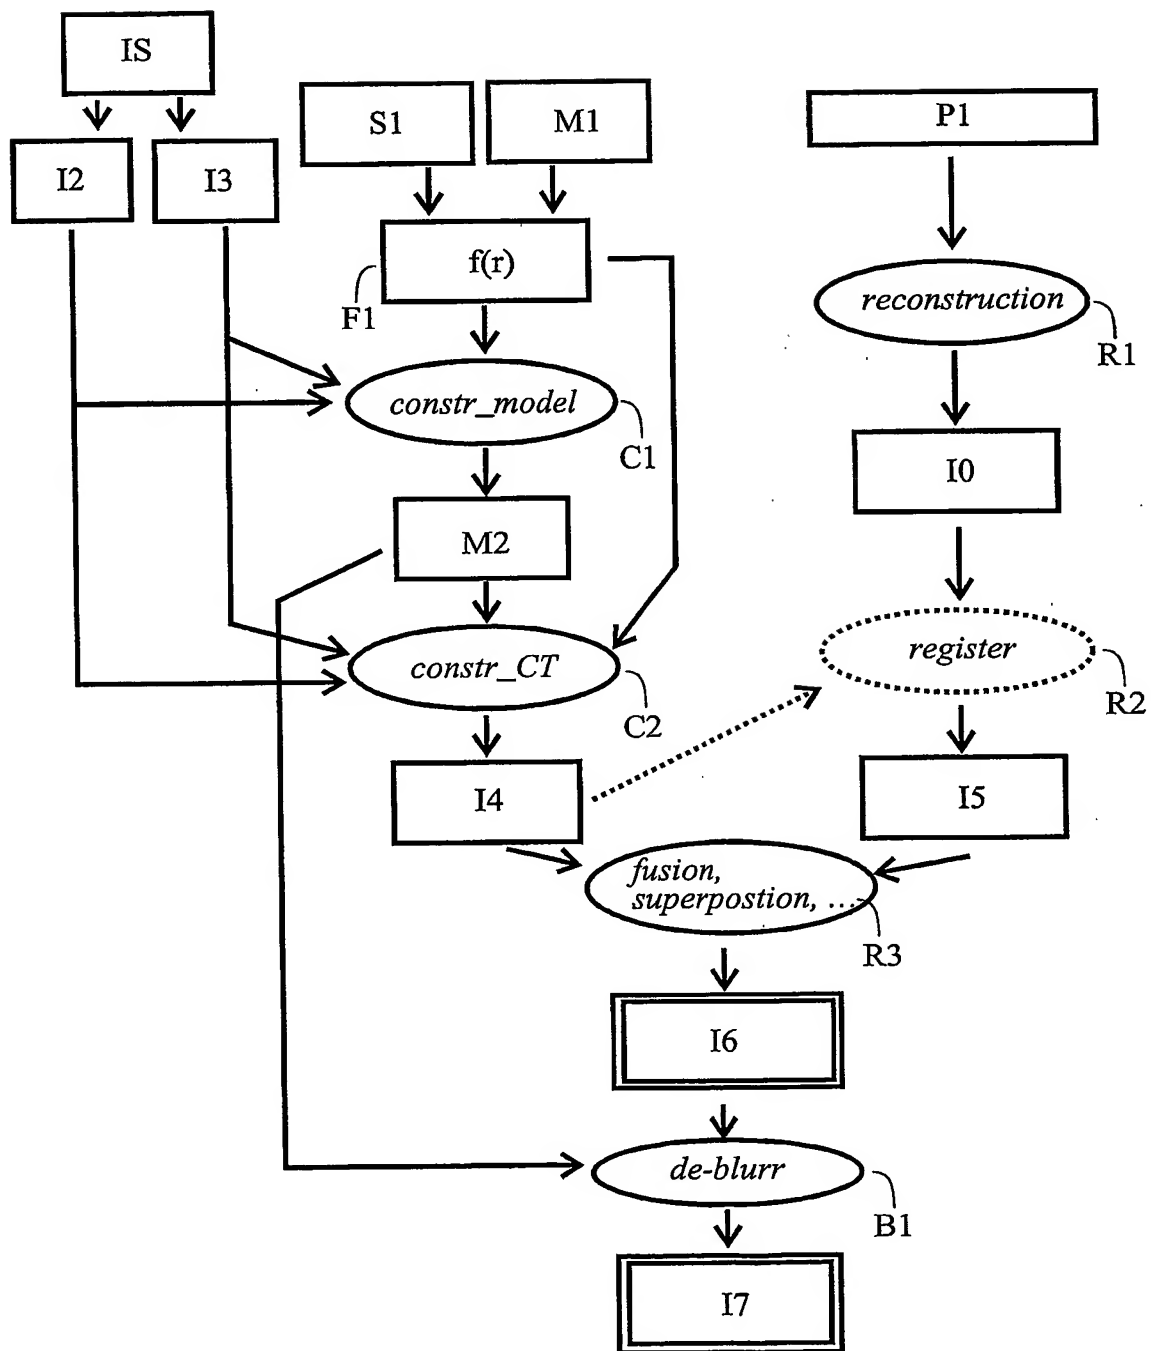 IS
S1
M1
P1
I2
I3
f(r)
F1
reconstruction
R1
constr_model
C1
I0
M2
register
R2
constr_CT
C2
I4
I5
fusion,
superpostion, ...
R3
I6
de-blurr
B1
I7